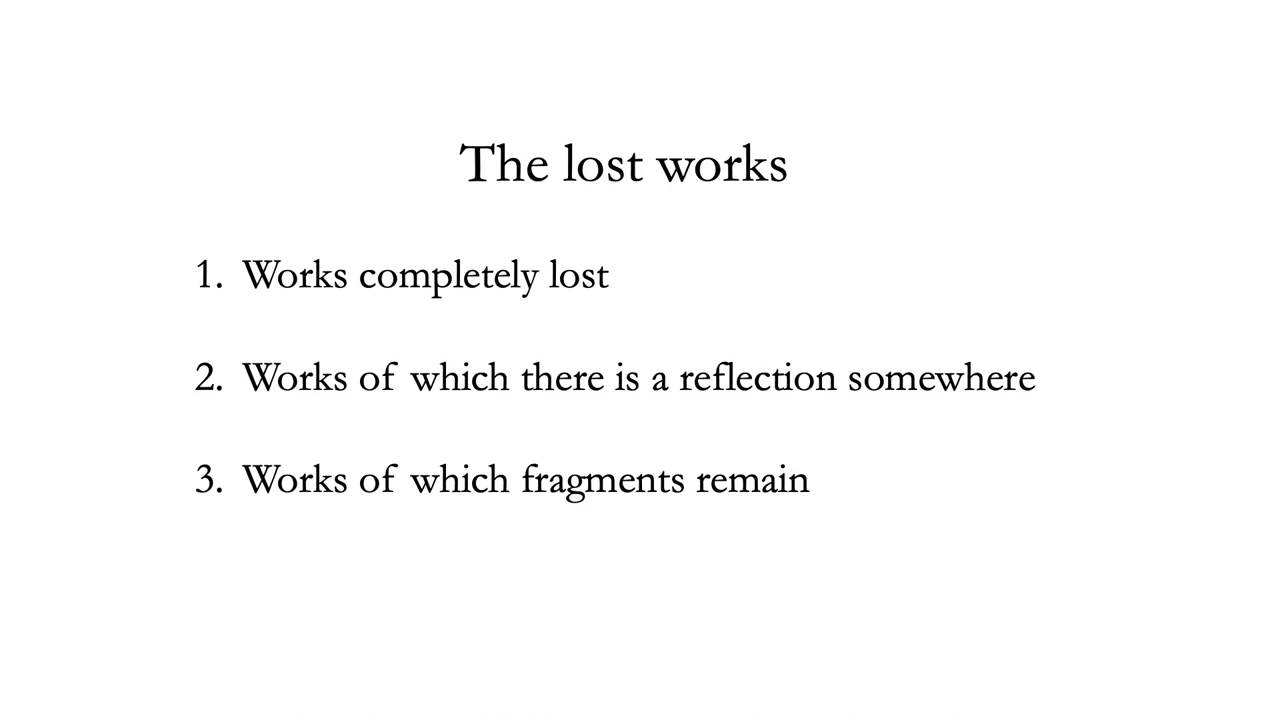 The lost works
1. Works completely lost
2. Works of which there is a reflection somewhere
3. Works of which fragments remain